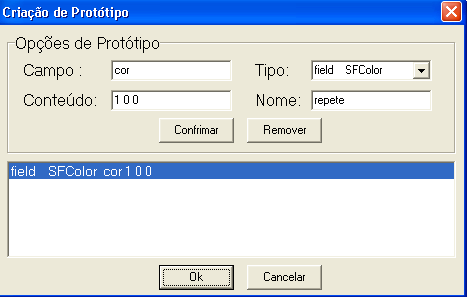 Criação de Protótipo
Opções de Protótipo
Campo : cor Tipo: field SFColor
Conteúdo: 1 0 0 Nome: repete
Confrimar Remover
field SFColor cor 1 0 0
Ok Cancelar